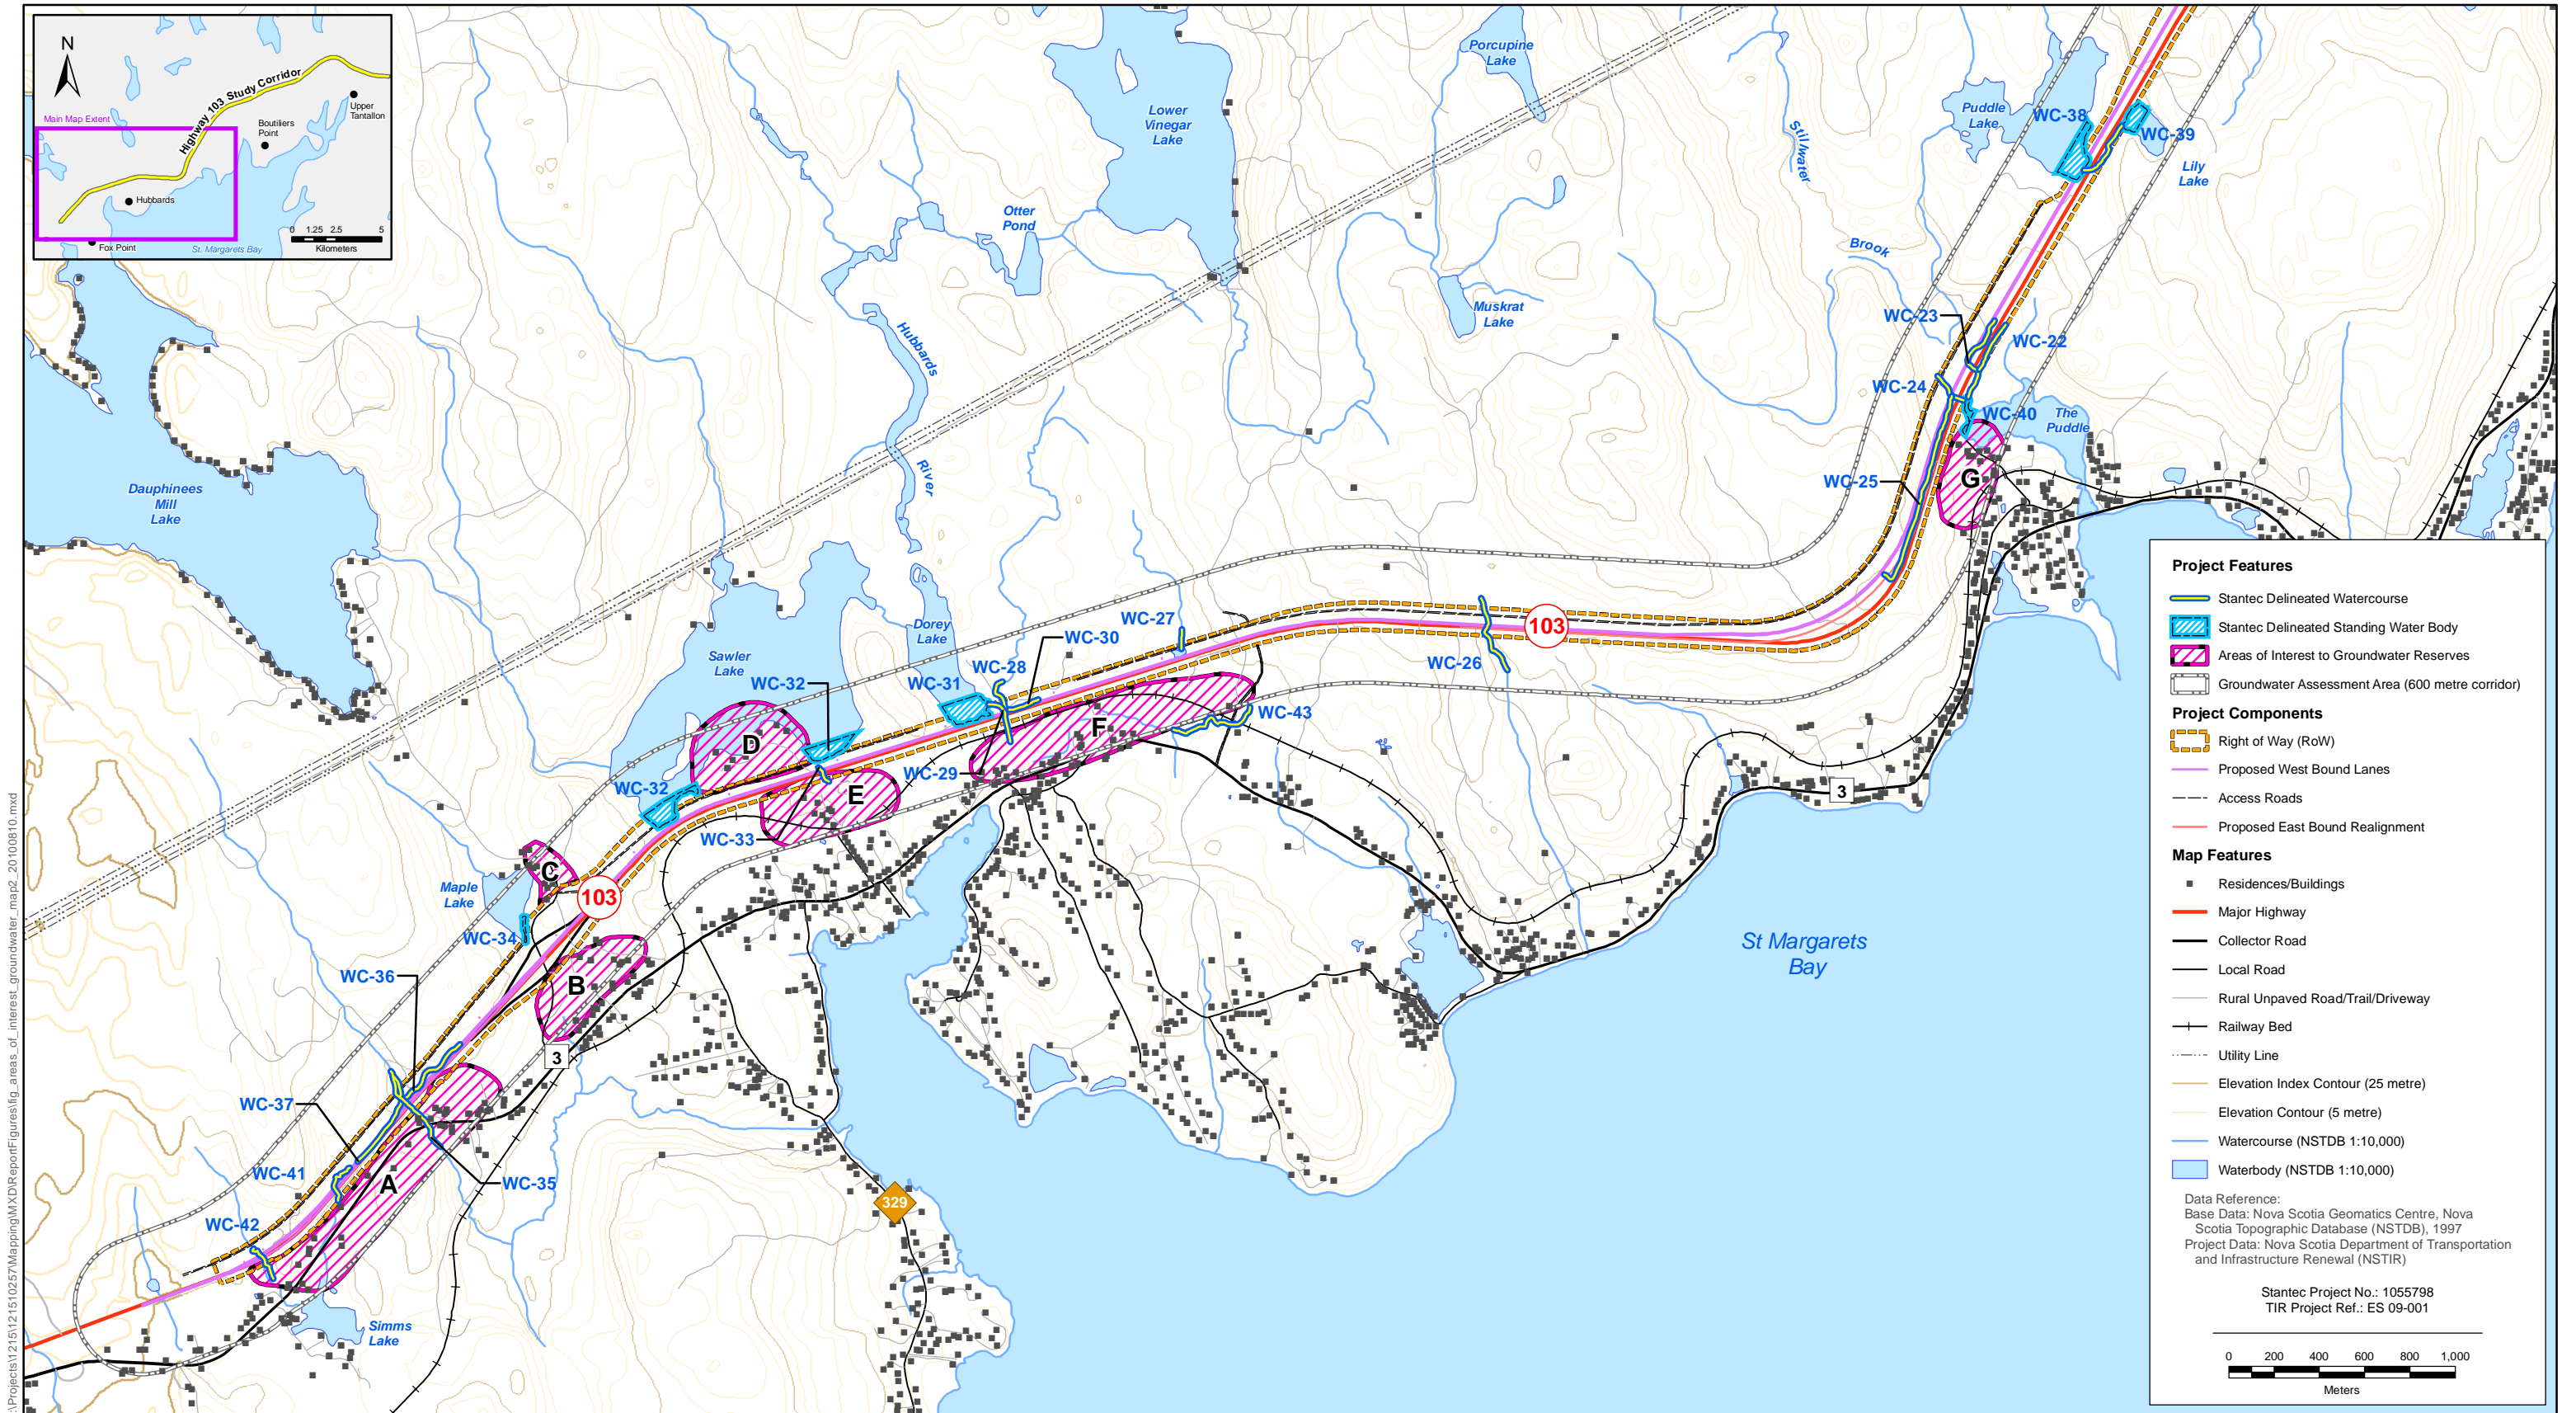 N
Highway 103 Study Corridor
Upper
Tantallon
Boutiliers
Point
Main Map Extent
Hubbards
Fox Point
St. Margarets Bay
0 1.25 2.5 5
Kilometers
Lower
Vinegar
Lake
Porcupine
Lake
Otter
Pond
Muskrat
Lake
Stillwater
Brook
Puddle
Lake
WC-38
WC-39
Lily
Lake
Hubbards
River
Dauphinees
Mill
Lake
WC-23
WC-22
WC-24
WC-40
The
Puddle
G
WC-25
Dorey
Lake
Sawler
Lake
WC-27
WC-30
WC-28
WC-31
WC-32
103
WC-26
WC-43
F
D
WC-29
E
WC-32
WC-33
3
C
103
Maple
Lake
WC-34
B
WC-36
3
WC-37
WC-41
A
WC-35
WC-42
329
Simms
Lake
St Margarets
Bay
Project Features
Stantec Delineated Watercourse
Stantec Delineated Standing Water Body
Areas of Interest to Groundwater Reserves
Groundwater Assessment Area (600 metre corridor)
Project Components
Right of Way (RoW)
Proposed West Bound Lanes
Access Roads
Proposed East Bound Realignment
Map Features
Residences/Buildings
Major Highway
Collector Road
Local Road
Rural Unpaved Road/Trail/Driveway
Railway Bed
Utility Line
Elevation Index Contour (25 metre)
Elevation Contour (5 metre)
Watercourse (NSTDB 1:10,000)
Waterbody (NSTDB 1:10,000)
Data Reference:
Base Data: Nova Scotia Geomatics Centre, Nova
Scotia Topographic Database (NSTDB), 1997
Project Data: Nova Scotia Department of Transportation
and Infrastructure Renewal (NSTIR)
Stantec Project No.: 1055798
TIR Project Ref.: ES 09-001
0 200 400 600 800 1,000
Meters
:\Projects\1215\121510257\Mapping\MXD\ReportFigures\fig_areas_of_interest_groundwater_map2_20100810.mxd